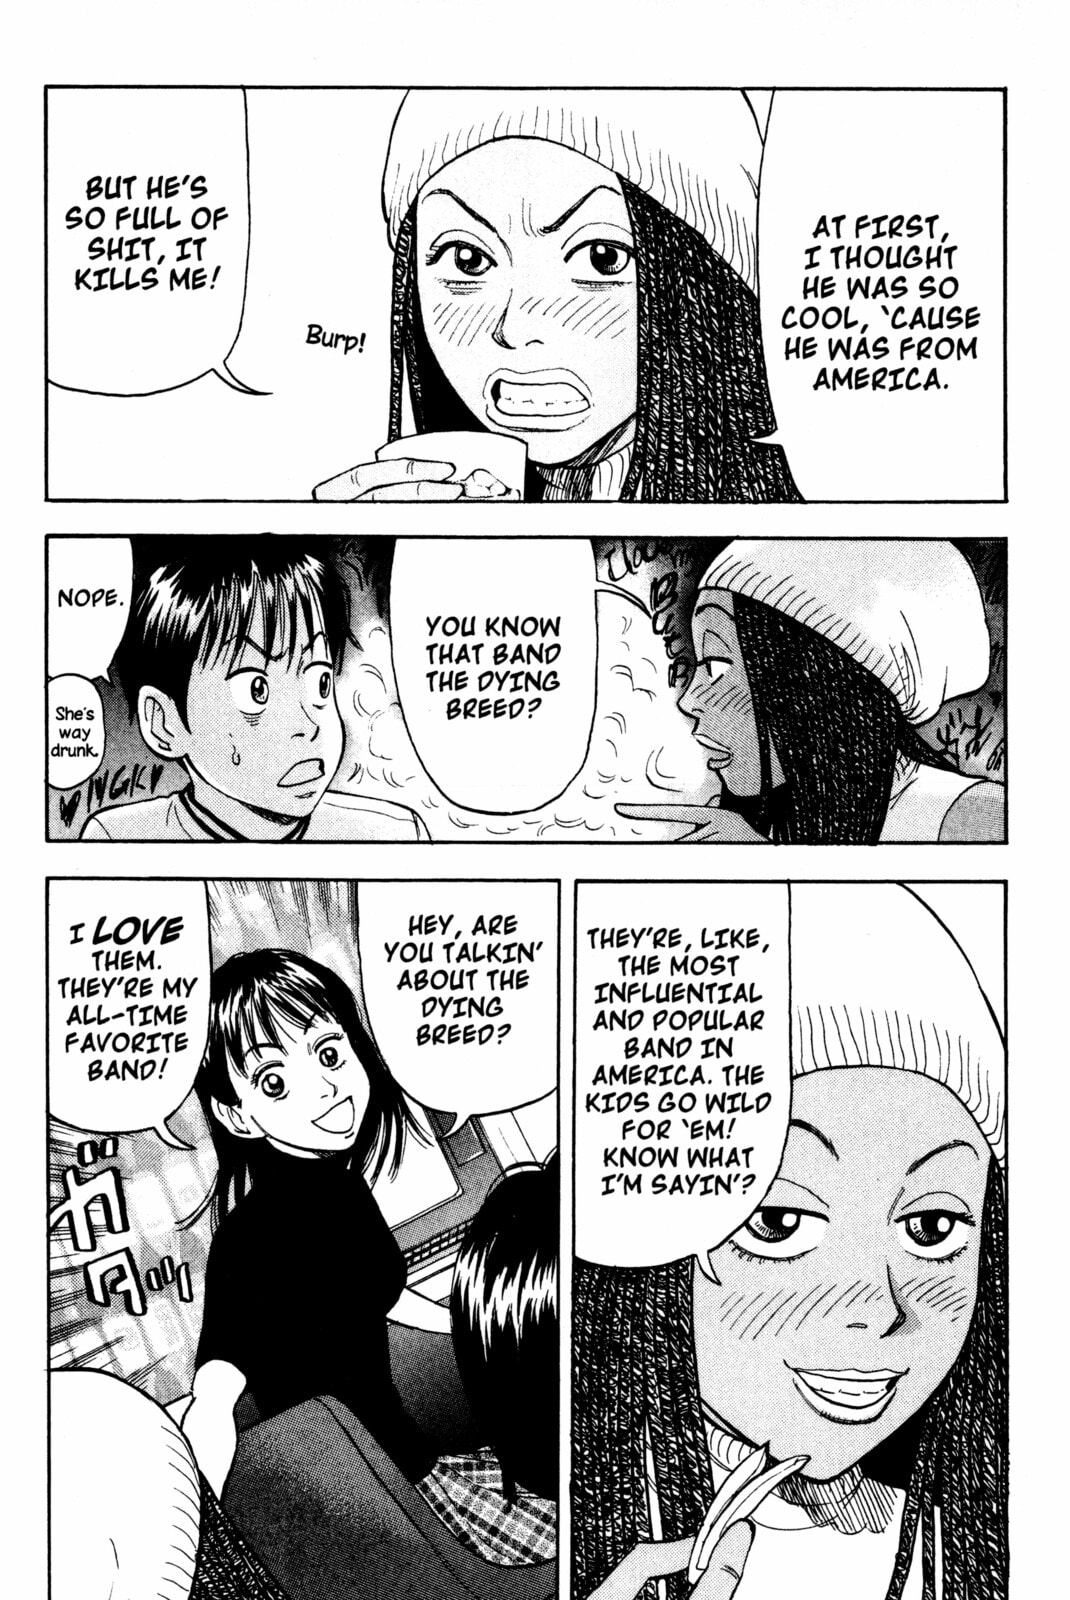 AT FIRST,
I THOUGHT
HE WAS SO
COOL, 'CAUSE
HE WAS FROM
AMERICA.
BUT HE'S
SO FULL OF
SHIT, IT
KILLS ME!
Burp!
YOU KNOW
THAT BAND
THE DYING
BREED?
NOPE.
She's
way
drunk.
THEY'RE, LIKE,
THE MOST
INFLUENTIAL
AND POPULAR
BAND IN
AMERICA. THE
KIDS GO WILD
FOR 'EM!
KNOW WHAT
I'M SAYIN'?
HEY, ARE
YOU TALKIN'
ABOUT THE
DYING
BREED?
I LOVE
THEM.
THEY'RE MY
ALL-TIME
FAVORITE
BAND!
ガタッ